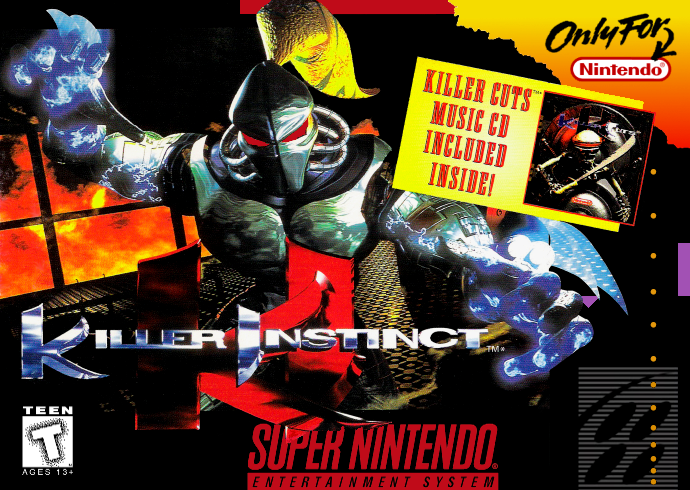 Only For
Nintendo®
KILLER CUTS™
MUSIC CD
INCLUDED
INSIDE!
KILLER INSTINCT™*
TEEN
T
AGES 13+
SUPER NINTENDO®
ENTERTAINMENT SYSTEM